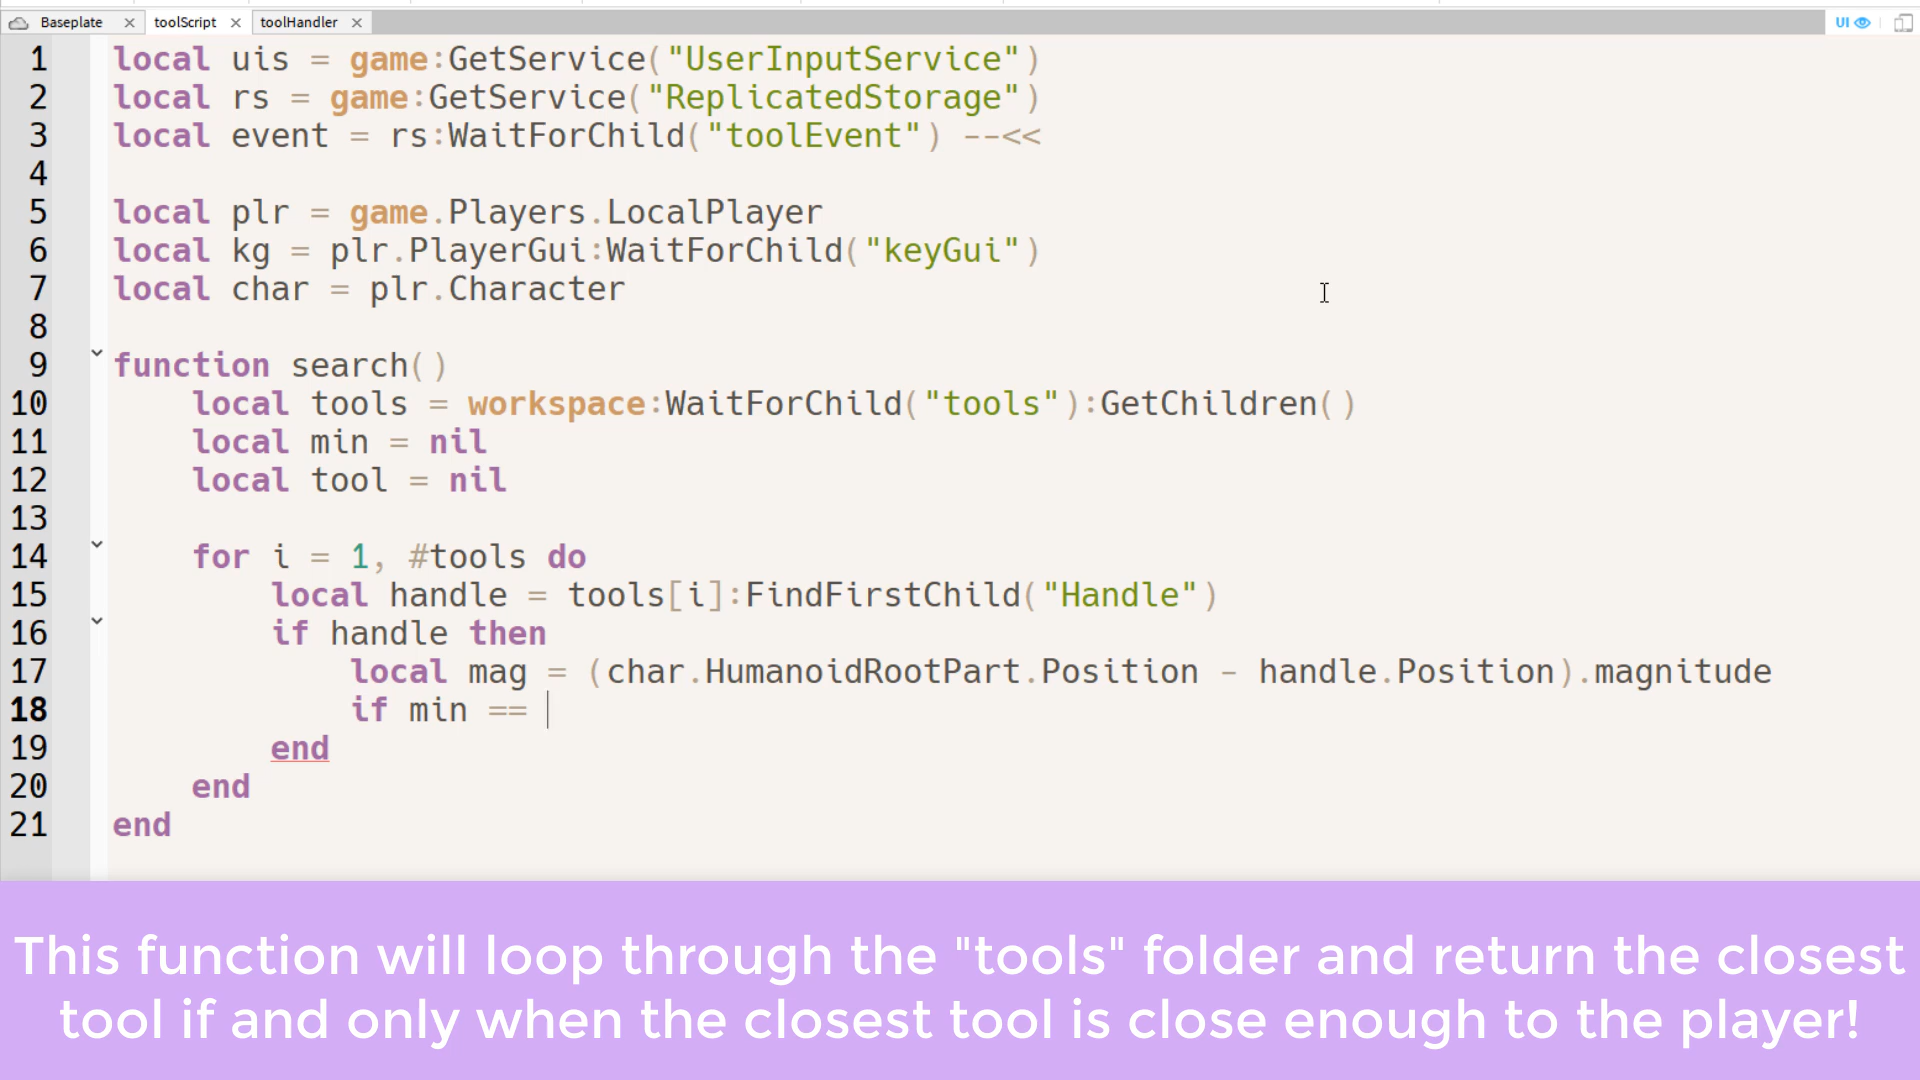 Baseplate toolScript toolHandler UI
1 local uis = game:GetService("UserInputService")
2 local rs = game:GetService("ReplicatedStorage")
3 local event = rs:WaitForChild("toolEvent") --<<
4
5 local plr = game.Players.LocalPlayer
6 local kg = plr.PlayerGui:WaitForChild("keyGui")
7 local char = plr.Character
8
9 function search()
10 local tools = workspace:WaitForChild("tools"):GetChildren()
11 local min = nil
12 local tool = nil
13
14 for i = 1, #tools do
15 local handle = tools[i]:FindFirstChild("Handle")
16 if handle then
17 local mag = (char.HumanoidRootPart.Position - handle.Position).magnitude
18 if min ==
19 end
20 end
21 end
This function will loop through the "tools" folder and return the closest
tool if and only when the closest tool is close enough to the player!